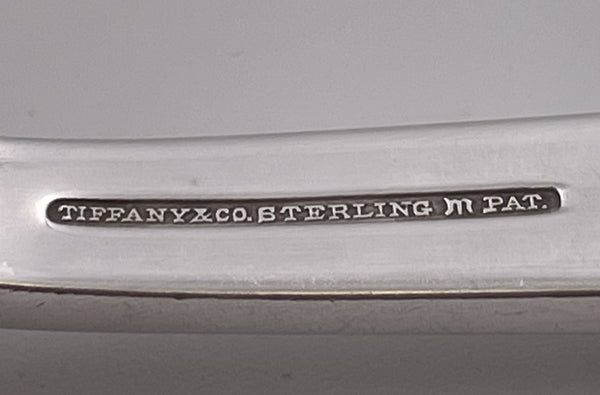 TIFFANY&CO. STERLING m PAT.